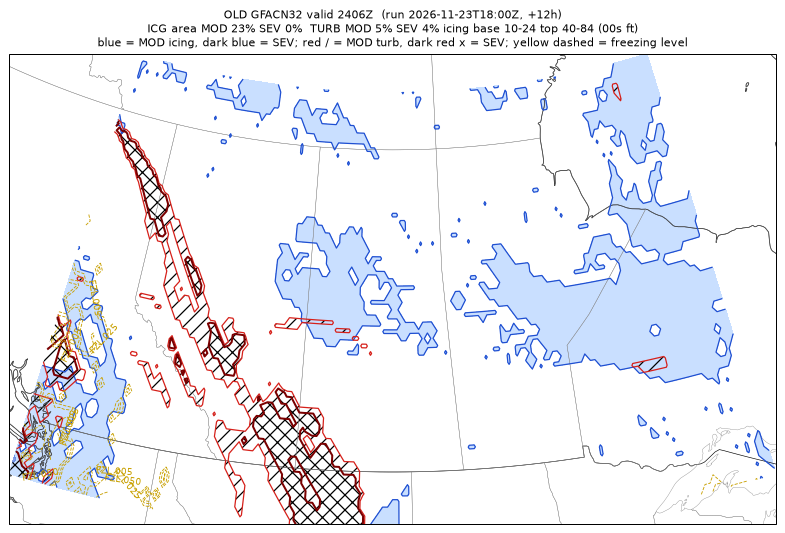 OLD GFACN32 valid 2406Z (run 2026-11-23T18:00Z, +12h)
ICG area MOD 23% SEV 0% TURB MOD 5% SEV 4% icing base 10-24 top 40-84 (00s ft)
blue = MOD icing, dark blue = SEV; red / = MOD turb, dark red x = SEV; yellow dashed = freezing level